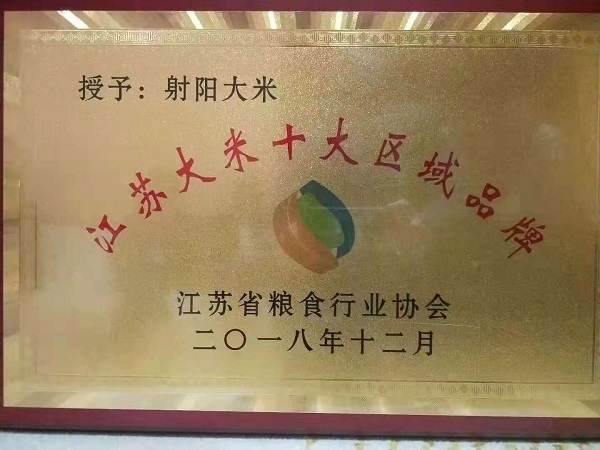 授予：射阳大米
江苏大米十大区域品牌
江苏省粮食行业协会
二〇一八年十二月